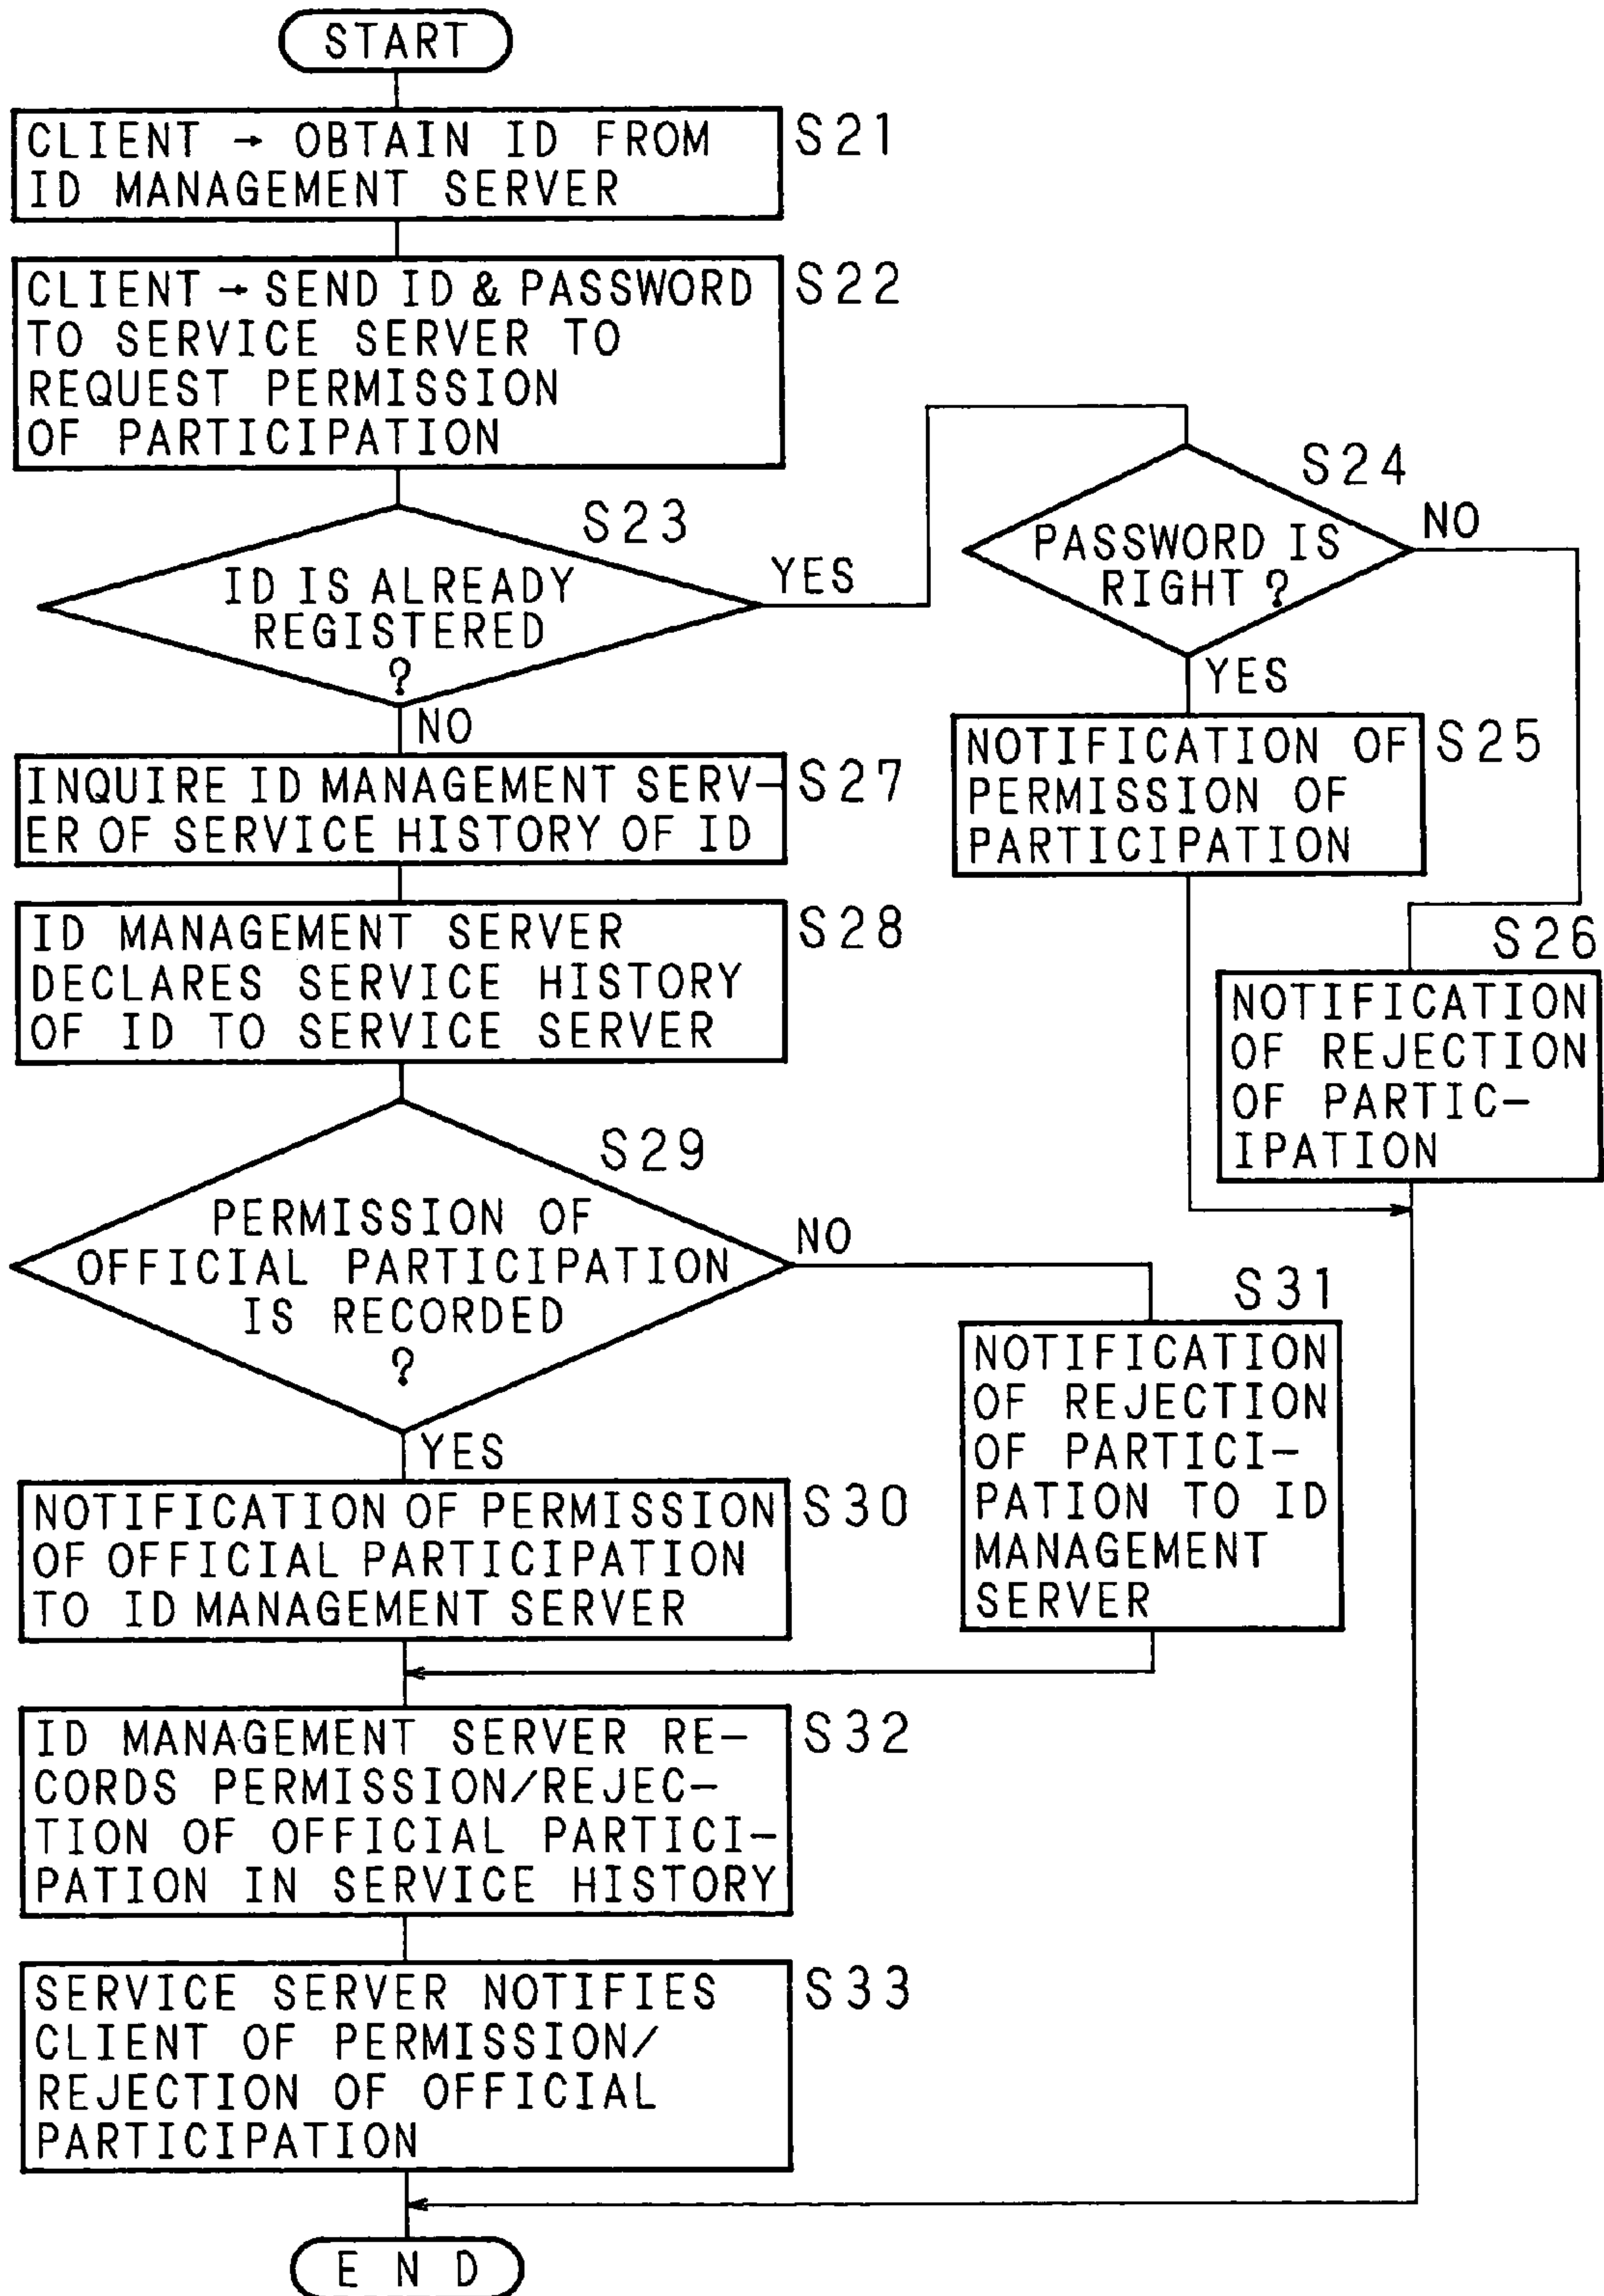 START
CLIENT → OBTAIN ID FROM
ID MANAGEMENT SERVER
S21
CLIENT → SEND ID & PASSWORD
TO SERVICE SERVER TO
REQUEST PERMISSION
OF PARTICIPATION
S22
S23
ID IS ALREADY
REGISTERED
?
YES
NO
S24
PASSWORD IS
RIGHT ?
NO
YES
NOTIFICATION OF
PERMISSION OF
PARTICIPATION
S25
S26
NOTIFICATION
OF REJECTION
OF PARTIC-
IPATION
INQUIRE ID MANAGEMENT SERV-
ER OF SERVICE HISTORY OF ID
S27
ID MANAGEMENT SERVER
DECLARES SERVICE HISTORY
OF ID TO SERVICE SERVER
S28
S29
PERMISSION OF
OFFICIAL PARTICIPATION
IS RECORDED
?
NO
YES
S31
NOTIFICATION
OF REJECTION
OF PARTICI-
PATION TO ID
MANAGEMENT
SERVER
NOTIFICATION OF PERMISSION
OF OFFICIAL PARTICIPATION
TO ID MANAGEMENT SERVER
S30
ID MANAGEMENT SERVER RE-
CORDS PERMISSION/REJEC-
TION OF OFFICIAL PARTICI-
PATION IN SERVICE HISTORY
S32
SERVICE SERVER NOTIFIES
CLIENT OF PERMISSION/
REJECTION OF OFFICIAL
PARTICIPATION
S33
END